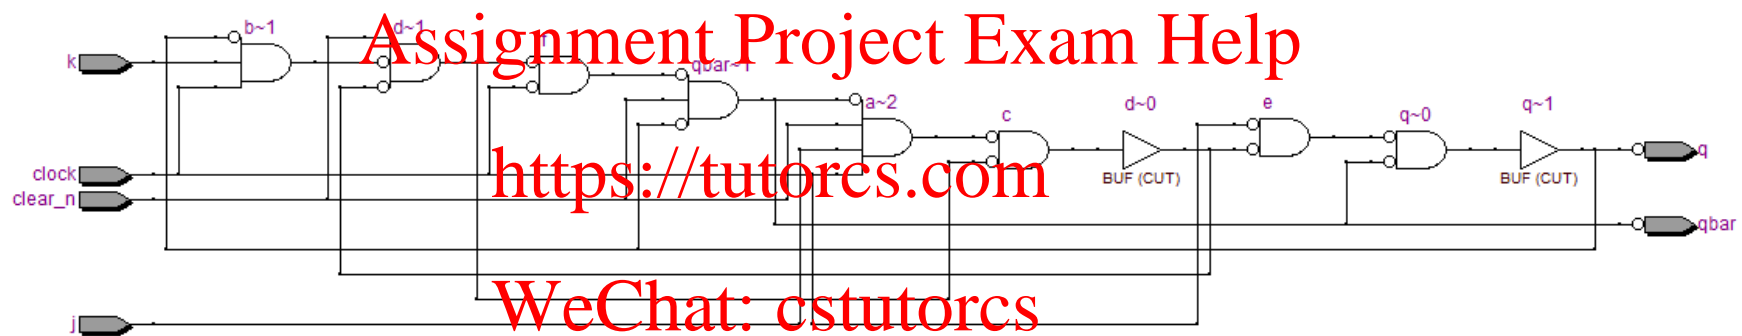 Assignment Project Exam Help
b~1
d~1
k
qbar~1
a~2
c
d~0
e
q~0
q~1
BUF (CUT)
BUF (CUT)
q
clock
https://tutorcs.com
clear_n
qbar
j
WeChat: cstutorcs